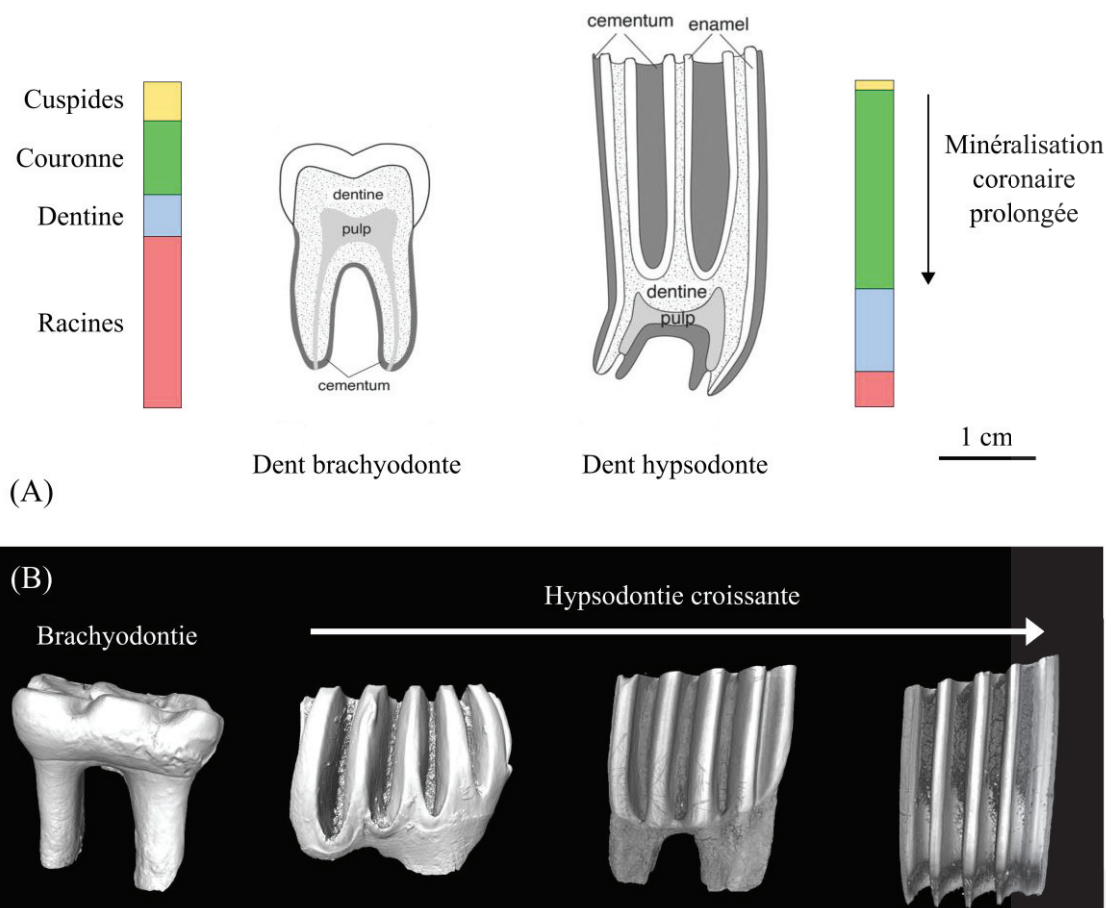 cementum enamel
Cuspides
Couronne
Dentine
Racines
dentine
pulp
cementum
dentine
pulp
Minéralisation
coronaire
prolongée
1 cm
Dent brachyodonte
Dent hypsodonte
(A)
(B)
Hypsodontie croissante
Brachyodontie